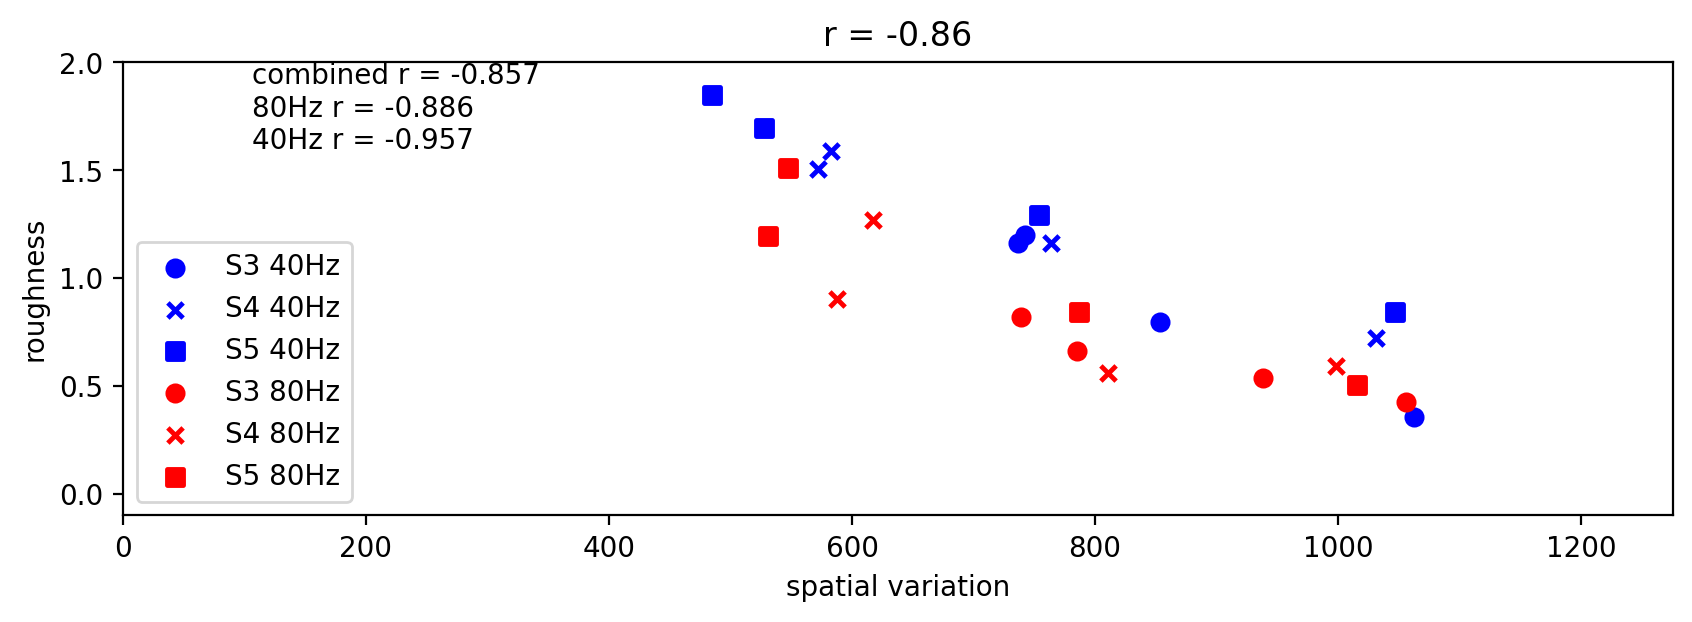 r = -0.86
combined r = -0.857
80Hz r = -0.886
40Hz r = -0.957
2.0
1.5
1.0
0.5
0.0
roughness
S3 40Hz
S4 40Hz
S5 40Hz
S3 80Hz
S4 80Hz
S5 80Hz
0 200 400 600 800 1000 1200
spatial variation